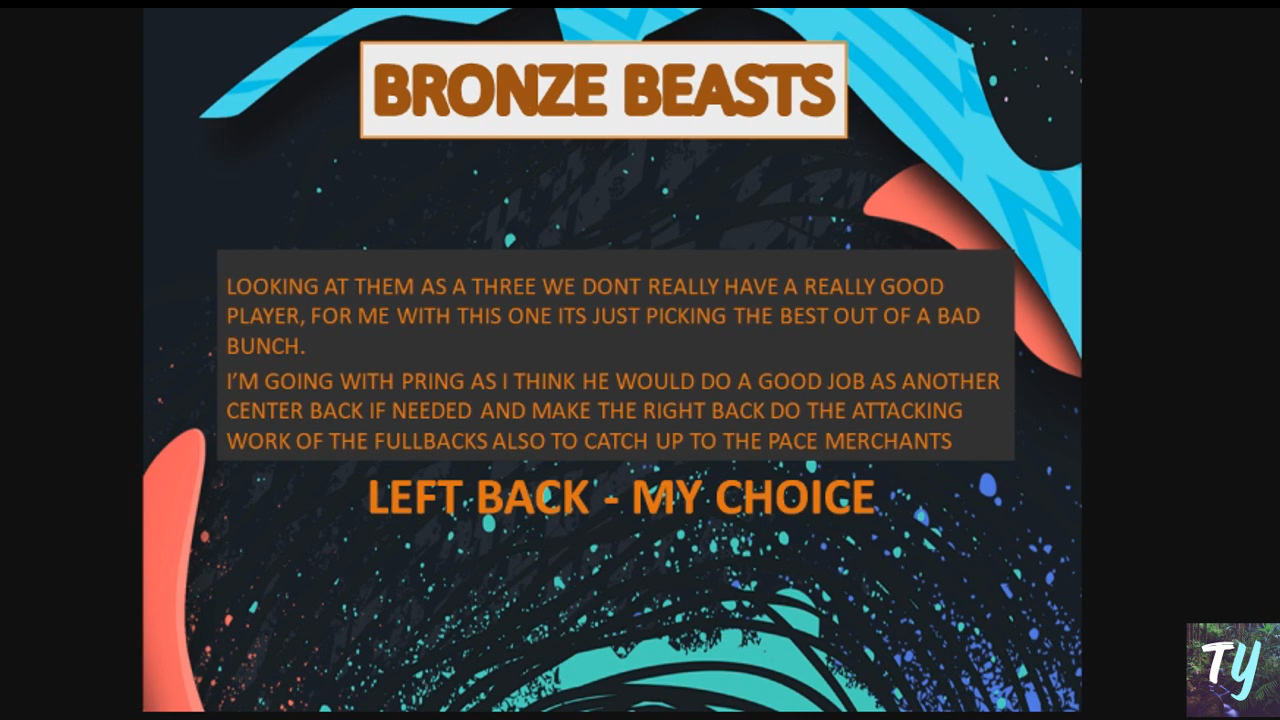 BRONZE BEASTS
LOOKING AT THEM AS A THREE WE DONT REALLY HAVE A REALLY GOOD
PLAYER, FOR ME WITH THIS ONE ITS JUST PICKING THE BEST OUT OF A BAD
BUNCH.
I'M GOING WITH PRING AS I THINK HE WOULD DO A GOOD JOB AS ANOTHER
CENTER BACK IF NEEDED AND MAKE THE RIGHT BACK DO THE ATTACKING
WORK OF THE FULLBACKS ALSO TO CATCH UP TO THE PACE MERCHANTS
LEFT BACK - MY CHOICE
TY